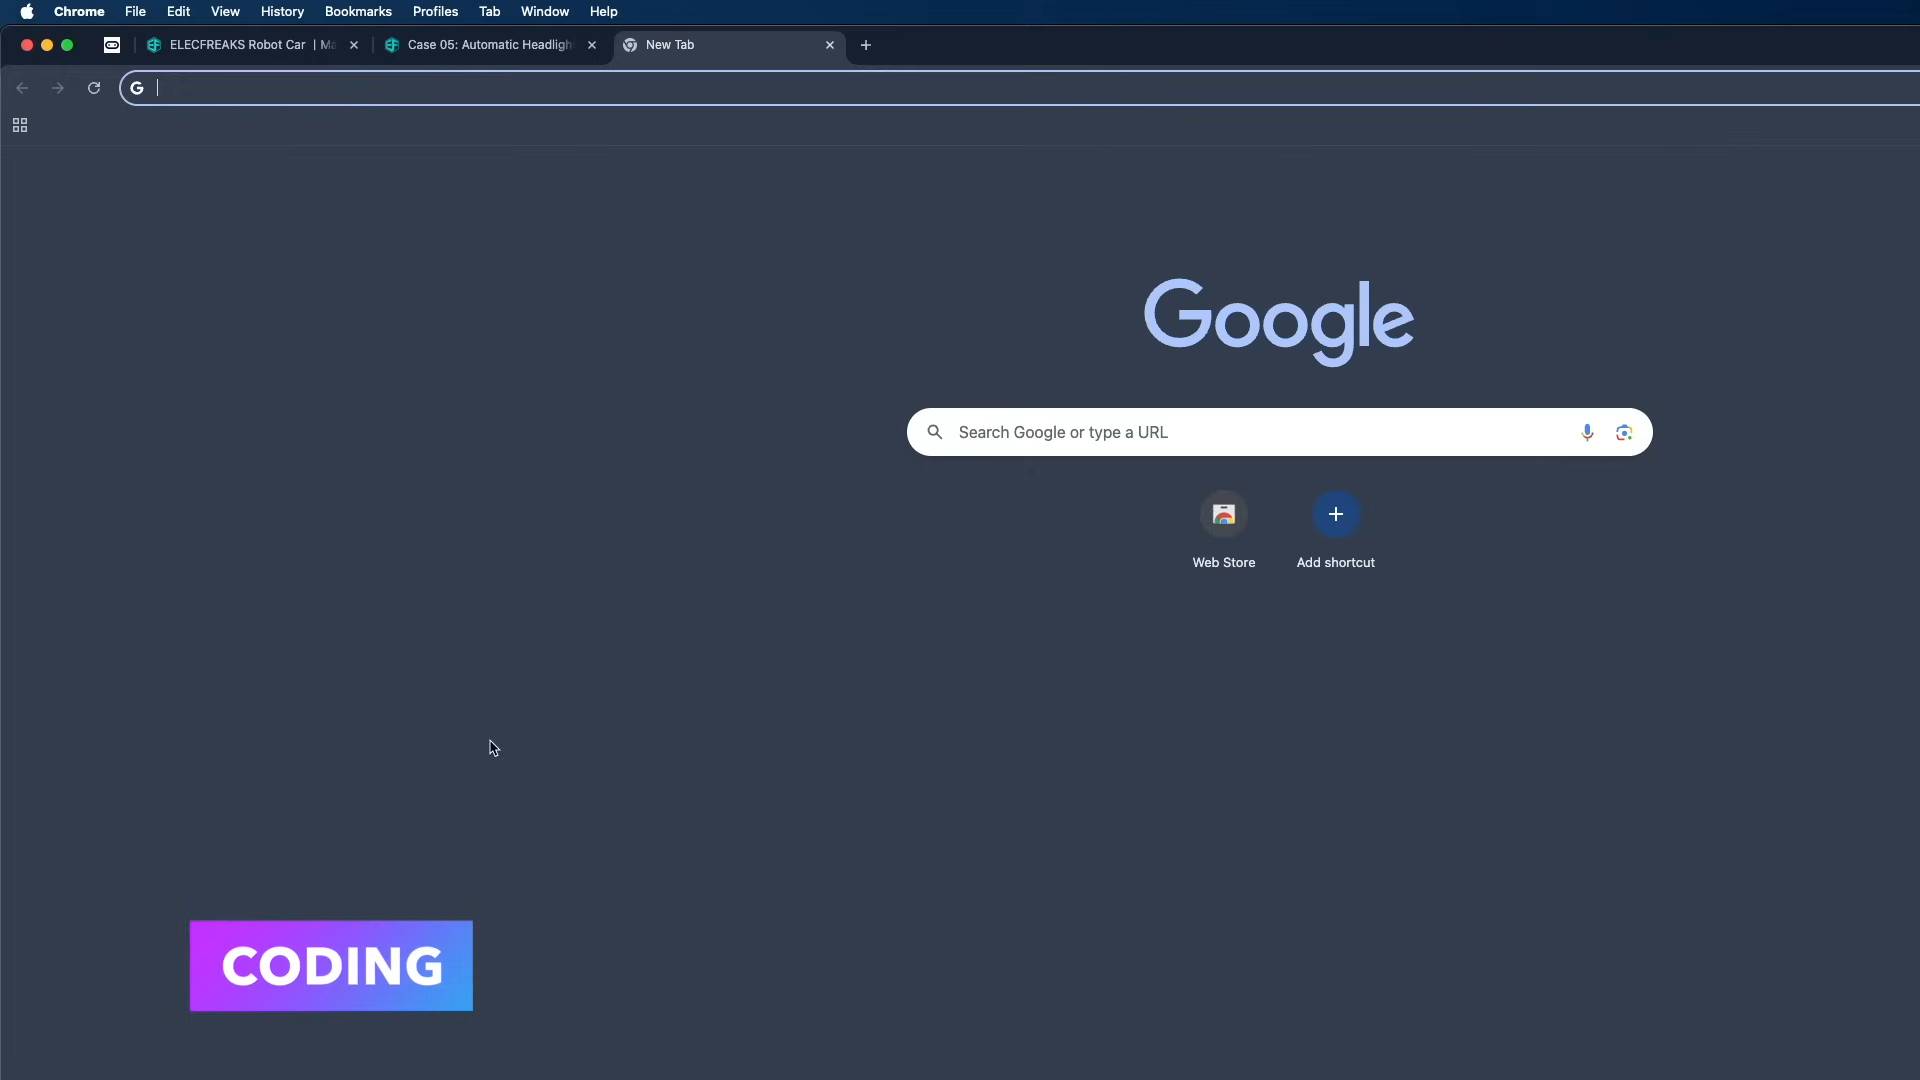 Chrome File Edit View History Bookmarks Profiles Tab Window Help
ELECFREAKS Robot Car | Ma
Case 05: Automatic Headligh
New Tab
Google
Search Google or type a URL
Web Store
Add shortcut
CODING